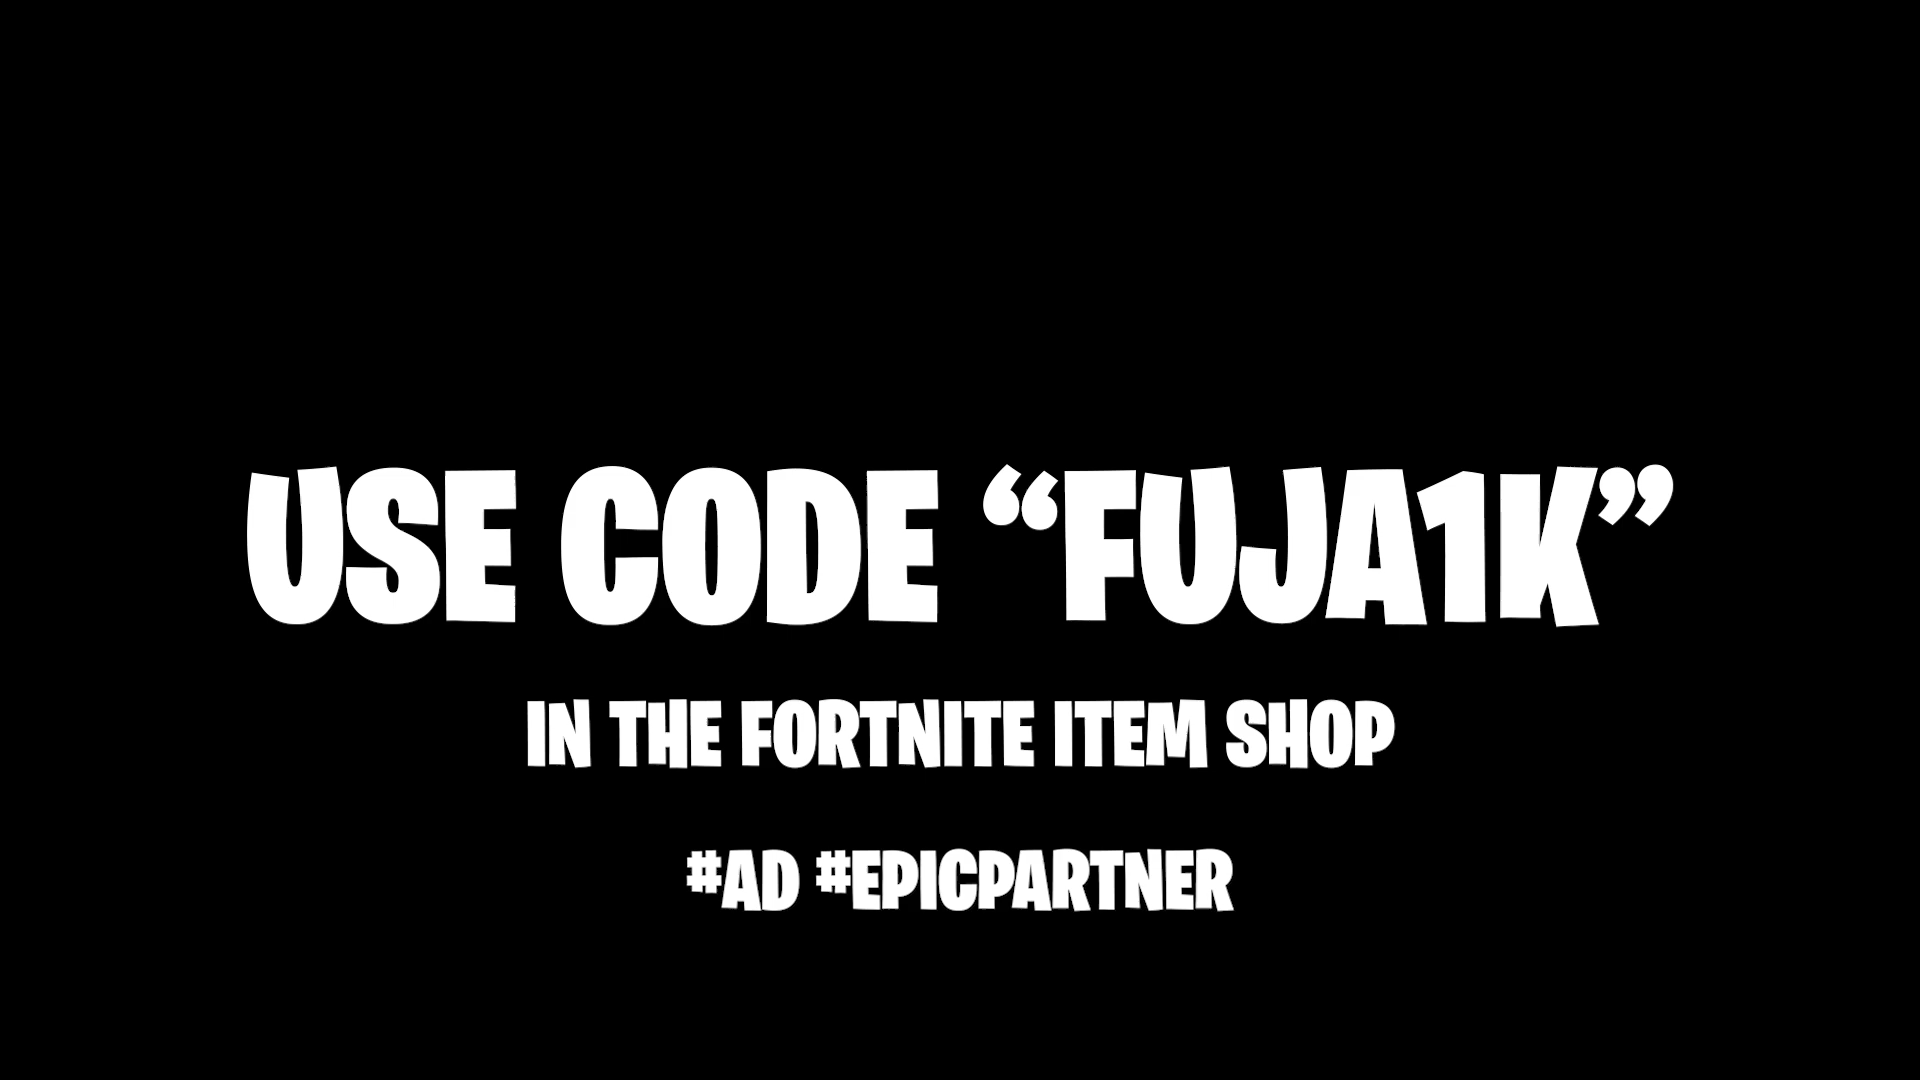 USE CODE “FUJA1K”
IN THE FORTNITE ITEM SHOP
#AD #EPICPARTNER